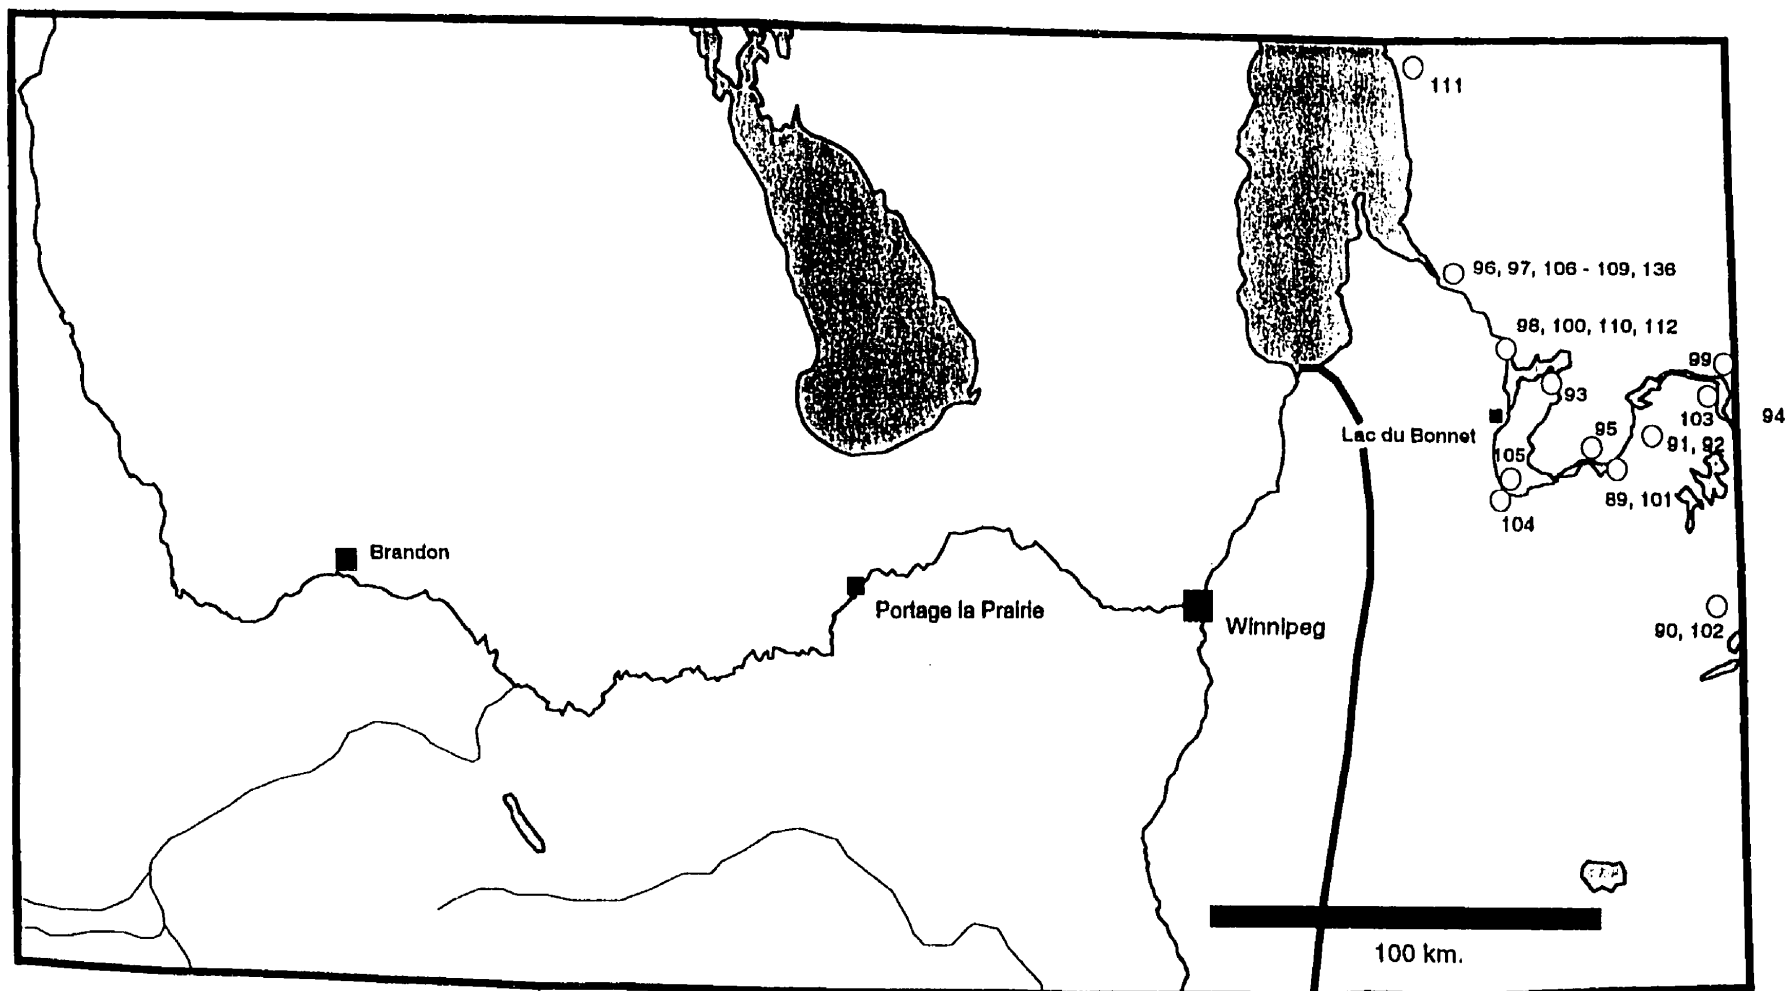 111
96, 97, 106 - 109, 136
98, 100, 110, 112
99
93
103
94
Lac du Bonnet
95
91, 92
105
89, 101
104
Brandon
Portage la Prairie
Winnipeg
90, 102
100 km.